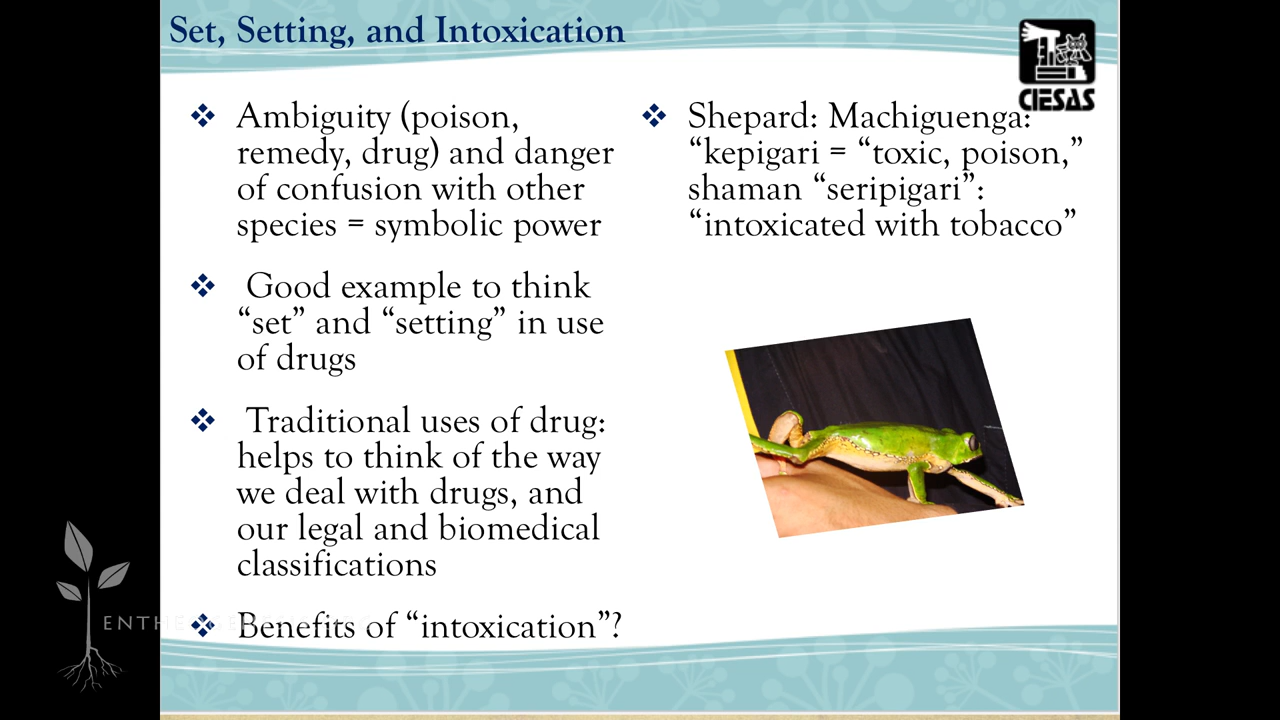 Set, Setting, and Intoxication
CIESAS
❖ Ambiguity (poison,
remedy, drug) and danger
of confusion with other
species = symbolic power
❖ Good example to think
“set” and “setting” in use
of drugs
❖ Traditional uses of drug:
helps to think of the way
we deal with drugs, and
our legal and biomedical
classifications
❖ Benefits of “intoxication”?
❖ Shepard: Machiguenga:
“kepigari = “toxic, poison,”
shaman “seripigari”:
“intoxicated with tobacco”